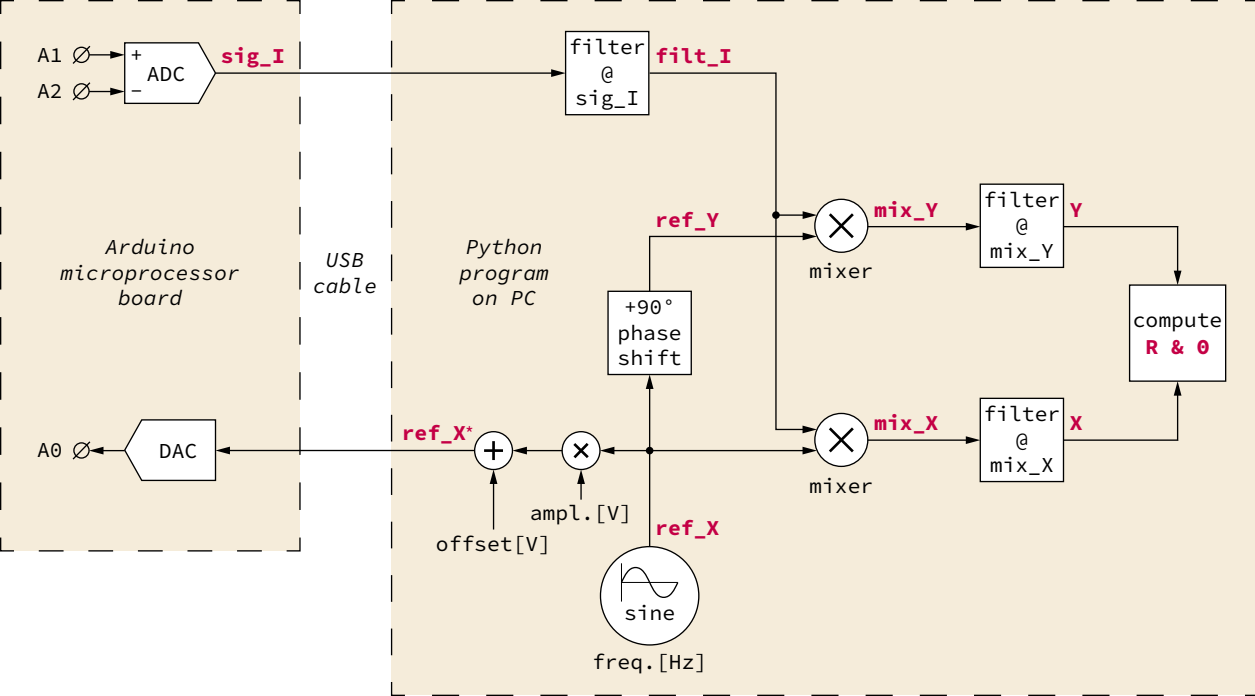 A1
+
ADC
A2
−
sig_I
filter
@
sig_I
filt_I
ref_Y
mixer
mix_Y
filter
@
mix_Y
Y
Arduino
microprocessor
board
USB
cable
Python
program
on PC
+90°
phase
shift
compute
R & θ
A0
DAC
ref_X*
+
×
ampl.[V]
offset[V]
ref_X
mixer
mix_X
filter
@
mix_X
X
sine
freq.[Hz]